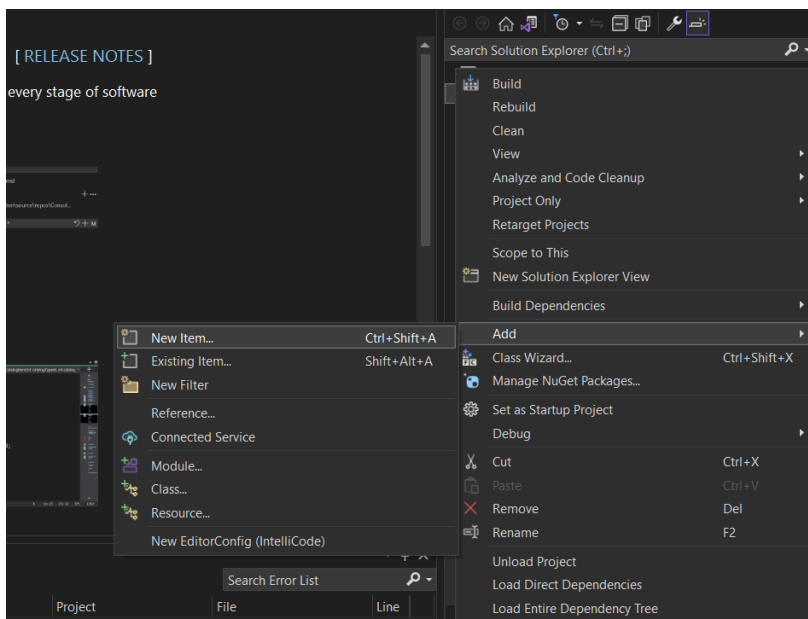 [ RELEASE NOTES ]
every stage of software
Search Solution Explorer (Ctrl+;)
Build
Rebuild
Clean
View
Analyze and Code Cleanup
Project Only
Retarget Projects
Scope to This
New Solution Explorer View
Build Dependencies
Add
Class Wizard... Ctrl+Shift+X
Manage NuGet Packages...
Set as Startup Project
Debug
Cut Ctrl+X
Paste Ctrl+V
Remove Del
Rename F2
Unload Project
Load Direct Dependencies
Load Entire Dependency Tree
New Item... Ctrl+Shift+A
Existing Item... Shift+Alt+A
New Filter
Reference...
Connected Service
Module...
Class...
Resource...
New EditorConfig (IntelliCode)
Search Error List
Project File Line